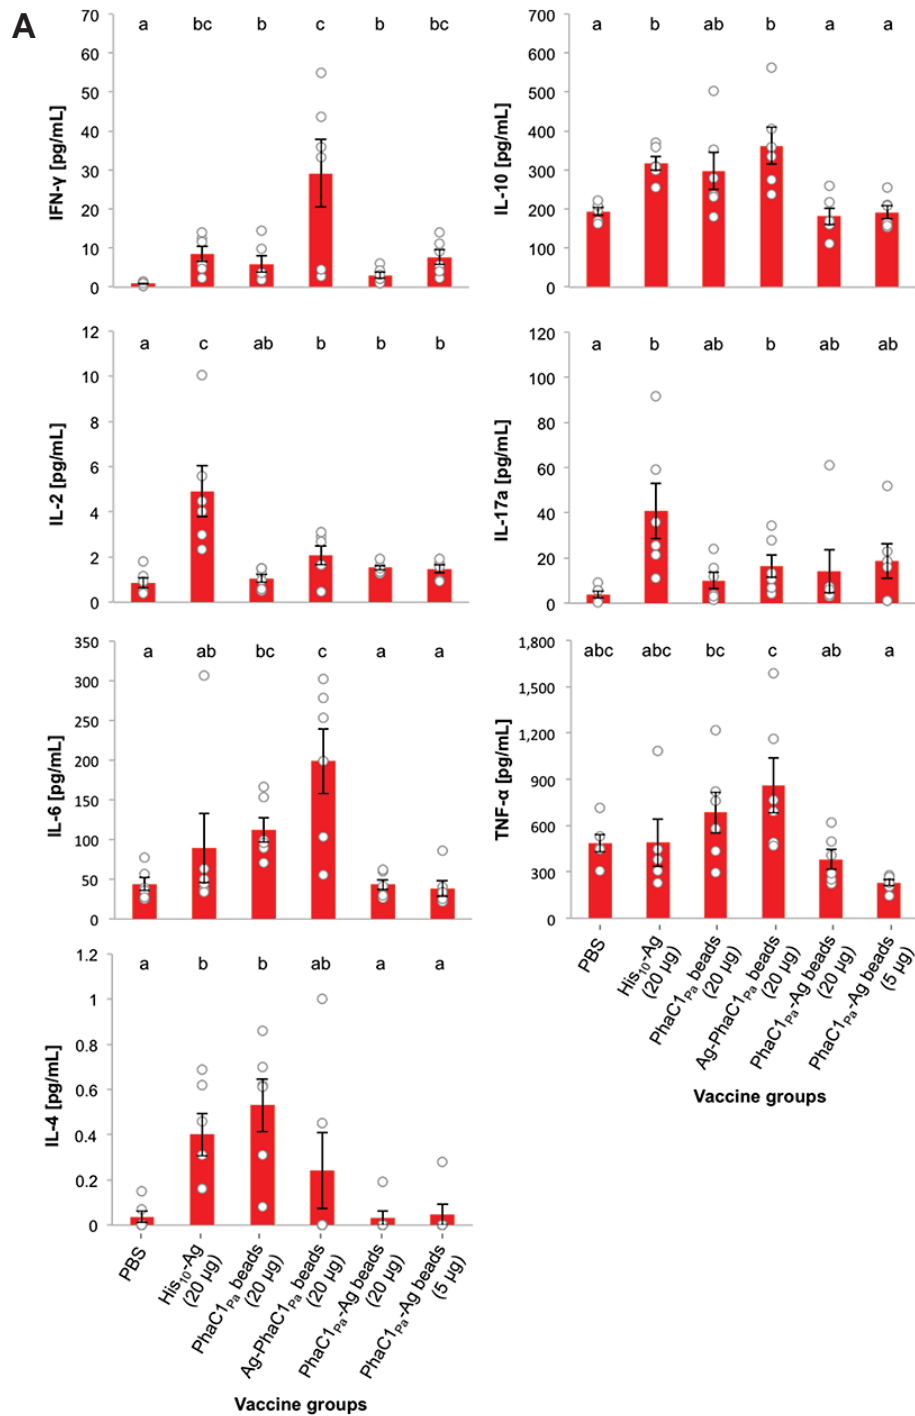 A
IFN-γ [pg/mL]
70
60
50
40
30
20
10
0
a bc b c b bc
IL-10 [pg/mL]
700
600
500
400
300
200
100
0
a b ab b a a
IL-2 [pg/mL]
12
10
8
6
4
2
0
a c ab b b b
IL-17a [pg/mL]
120
100
80
60
40
20
0
a b ab b ab ab
IL-6 [pg/mL]
350
300
250
200
150
100
50
0
a ab bc c a a
TNF-α [pg/mL]
1,800
1,500
1,200
900
600
300
0
abc abc bc c ab a
PBS
His₁₀-Ag
(20 μg)
PhaC1Pa beads
(20 μg)
Ag-PhaC1Pa beads
(20 μg)
PhaC1Pa-Ag beads
(20 μg)
PhaC1Pa-Ag beads
(5 μg)
Vaccine groups
IL-4 [pg/mL]
1.2
1
0.8
0.6
0.4
0.2
0
a b b ab a a
PBS
His₁₀-Ag
(20 μg)
PhaC1Pa beads
(20 μg)
Ag-PhaC1Pa beads
(20 μg)
PhaC1Pa-Ag beads
(20 μg)
PhaC1Pa-Ag beads
(5 μg)
Vaccine groups